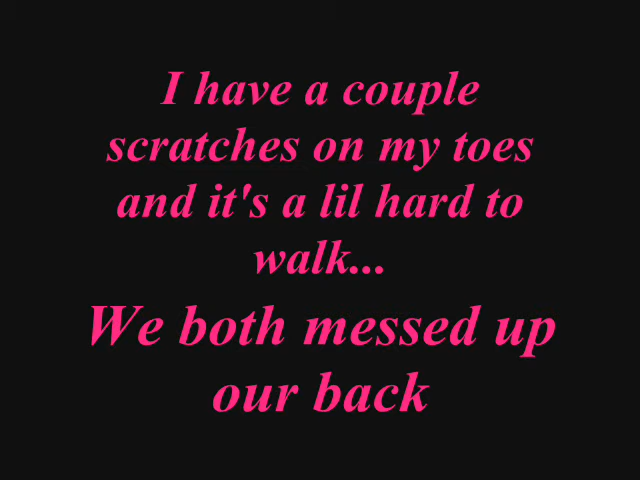 I have a couple
scratches on my toes
and it's a lil hard to
walk...
We both messed up
our back